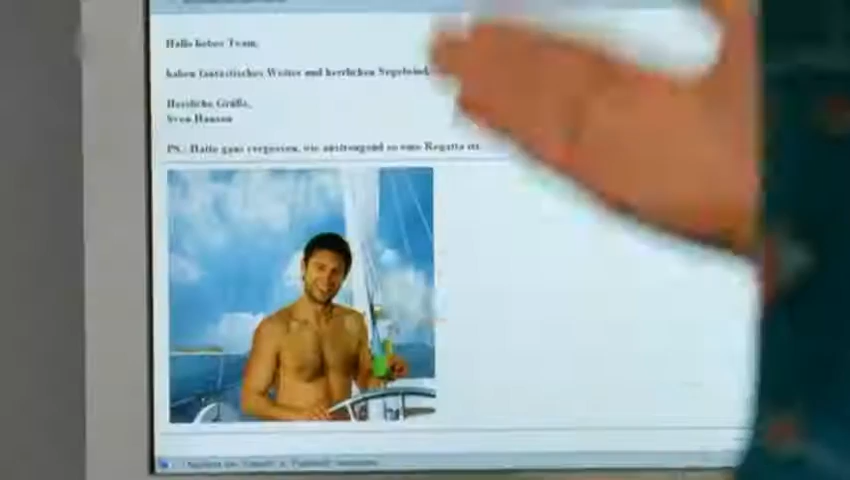 Hallo liebes Team,
haben fantastisches Wetter und herrlichen Segelwind,
Herzliche Grüße,
Sven Hansen
PS.: Hatte ganz vergessen, wie anstrengend so eine Regatta ist.